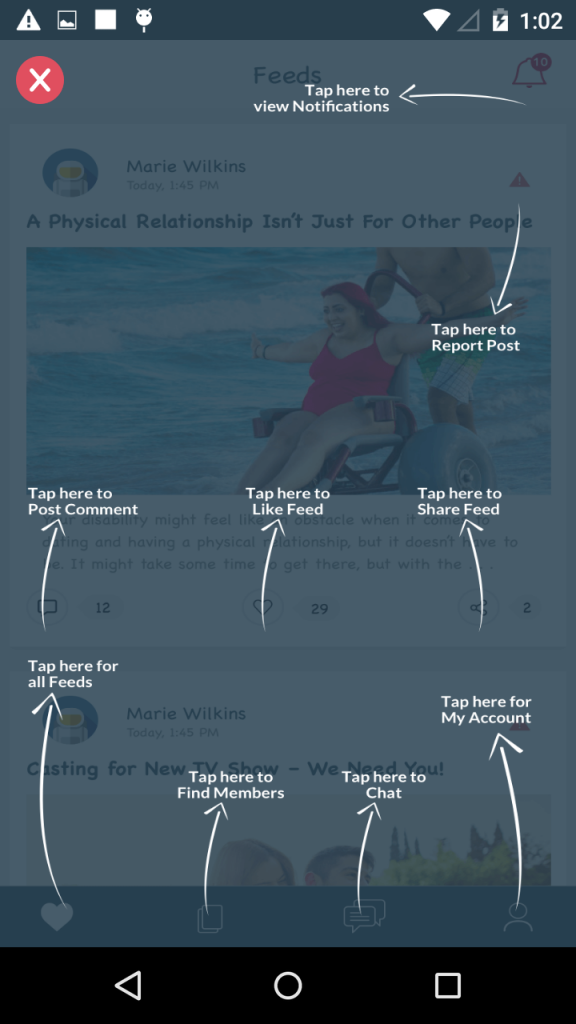 1:02
Feeds
10
Tap here to
view Notifications
Marie Wilkins
Today, 1:45 PM
A Physical Relationship Isn't Just For Other People
Tap here to
Report Post
Tap here to
Post Comment
Tap here to
Like Feed
Tap here to
Share Feed
Your disability might feel like an obstacle when it comes to
dating and having a physical relationship, but it doesn't have to
be. It might take some time to get there, but with the . . .
12
29
2
Tap here for
all Feeds
Marie Wilkins
Today, 1:45 PM
Tap here for
My Account
Casting for New TV Show – We Need You!
Tap here to
Find Members
Tap here to
Chat